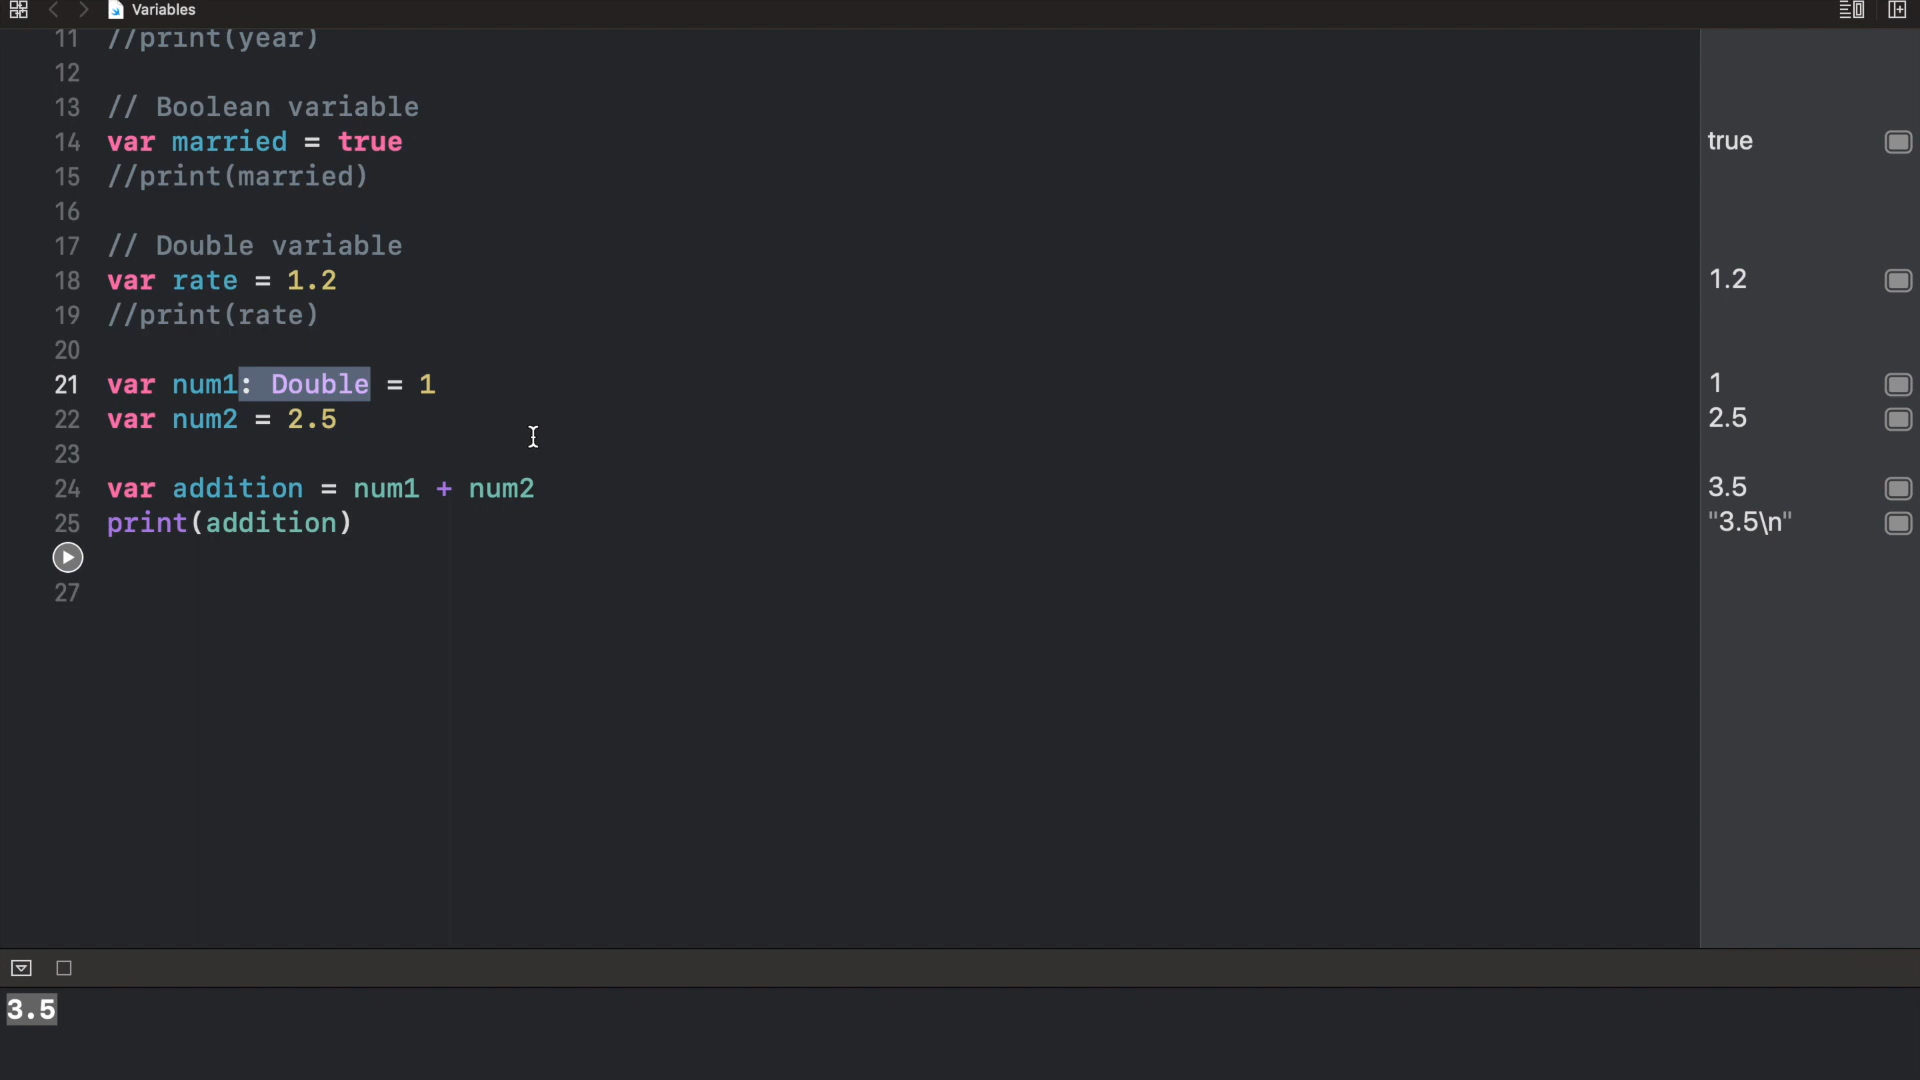 Variables
11 //print(year)
12
13 // Boolean variable
14 var married = true
true
15 //print(married)
16
17 // Double variable
18 var rate = 1.2
1.2
19 //print(rate)
20
21 var num1: Double = 1
1
22 var num2 = 2.5
2.5
23
24 var addition = num1 + num2
3.5
25 print(addition)
"3.5\n"
27
3.5